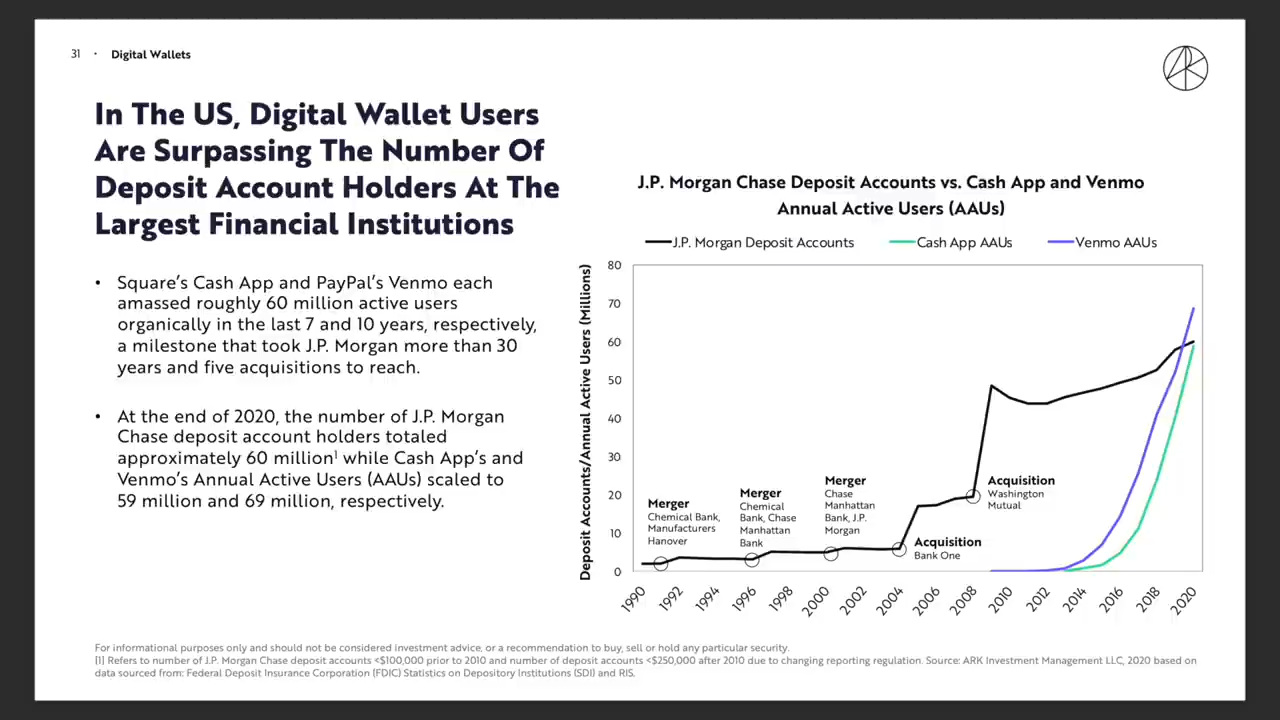 31 • Digital Wallets
In The US, Digital Wallet Users
Are Surpassing The Number Of
Deposit Account Holders At The
Largest Financial Institutions
• Square’s Cash App and PayPal’s Venmo each
amassed roughly 60 million active users
organically in the last 7 and 10 years, respectively,
a milestone that took J.P. Morgan more than 30
years and five acquisitions to reach.
• At the end of 2020, the number of J.P. Morgan
Chase deposit account holders totaled
approximately 60 million¹ while Cash App’s and
Venmo’s Annual Active Users (AAUs) scaled to
59 million and 69 million, respectively.
J.P. Morgan Chase Deposit Accounts vs. Cash App and Venmo
Annual Active Users (AAUs)
J.P. Morgan Deposit Accounts
Cash App AAUs
Venmo AAUs
Deposit Accounts/Annual Active Users (Millions)
80
70
60
50
40
30
20
10
0
Merger
Chemical Bank,
Manufacturers
Hanover
Merger
Chemical
Bank, Chase
Manhattan
Bank
Merger
Chase
Manhattan
Bank, J.P.
Morgan
Acquisition
Bank One
Acquisition
Washington
Mutual
1990
1992
1994
1996
1998
2000
2002
2004
2006
2008
2010
2012
2014
2016
2018
2020
For informational purposes only and should not be considered investment advice, or a recommendation to buy, sell or hold any particular security.
[1] Refers to number of J.P. Morgan Chase deposit accounts <$100,000 prior to 2010 and number of deposit accounts <$250,000 after 2010 due to changing reporting regulation. Source: ARK Investment Management LLC, 2020 based on
data sourced from: Federal Deposit Insurance Corporation (FDIC) Statistics on Depository Institutions (SDI) and RIS.